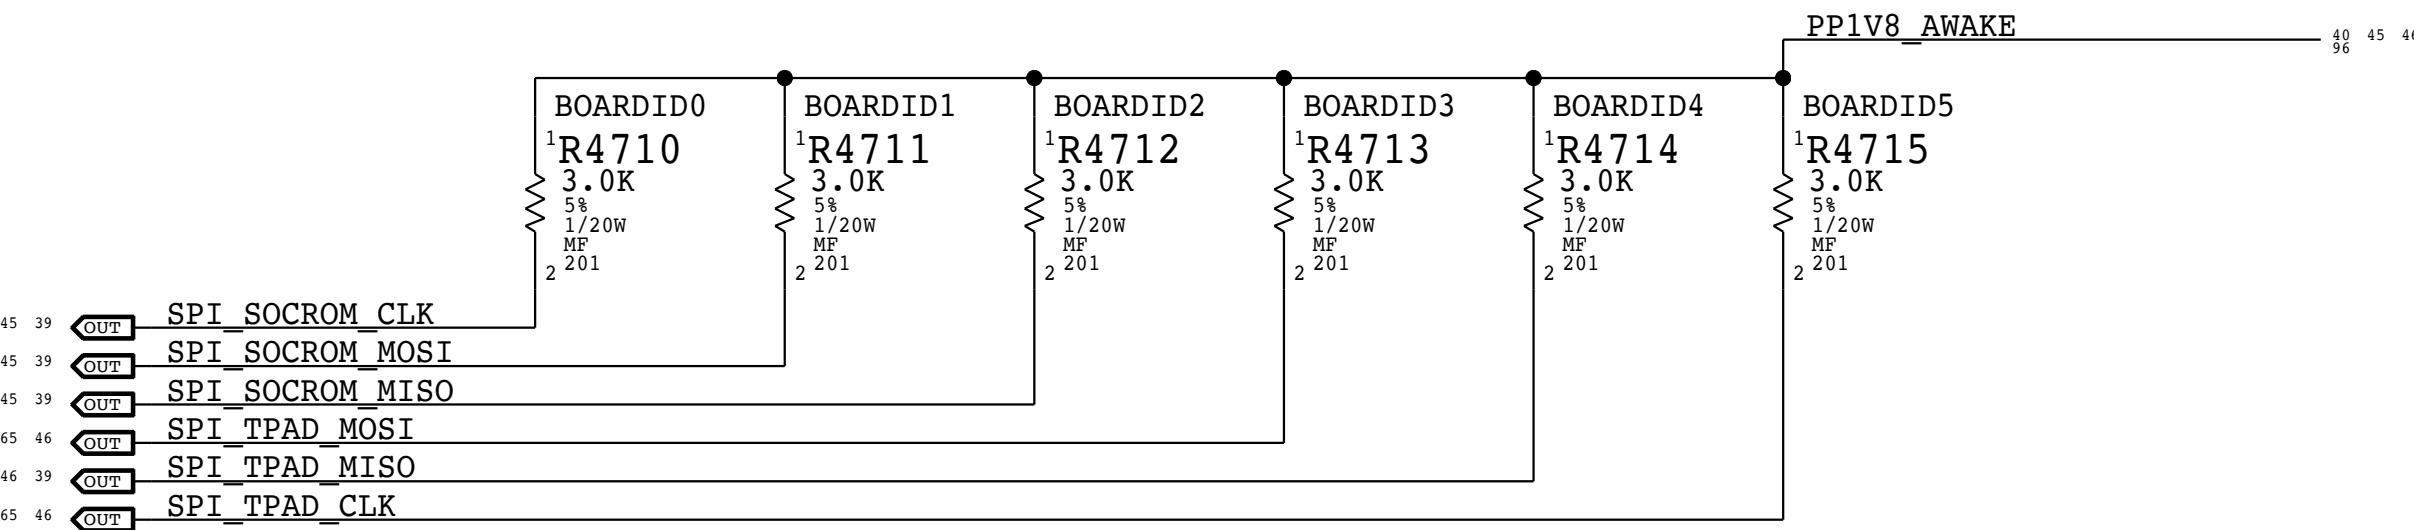 PP1V8_AWAKE
40 45
96
BOARDID0 BOARDID1 BOARDID2 BOARDID3 BOARDID4 BOARDID5
1 R4710 1 R4711 1 R4712 1 R4713 1 R4714 1 R4715
3.0K 3.0K 3.0K 3.0K 3.0K 3.0K
5% 5% 5% 5% 5% 5%
1/20W 1/20W 1/20W 1/20W 1/20W 1/20W
MF MF MF MF MF MF
2 201 2 201 2 201 2 201 2 201 2 201
45 39 OUT SPI_SOCROM_CLK
45 39 OUT SPI_SOCROM_MOSI
45 39 OUT SPI_SOCROM_MISO
65 46 OUT SPI_TPAD_MOSI
46 39 OUT SPI_TPAD_MISO
65 46 OUT SPI_TPAD_CLK